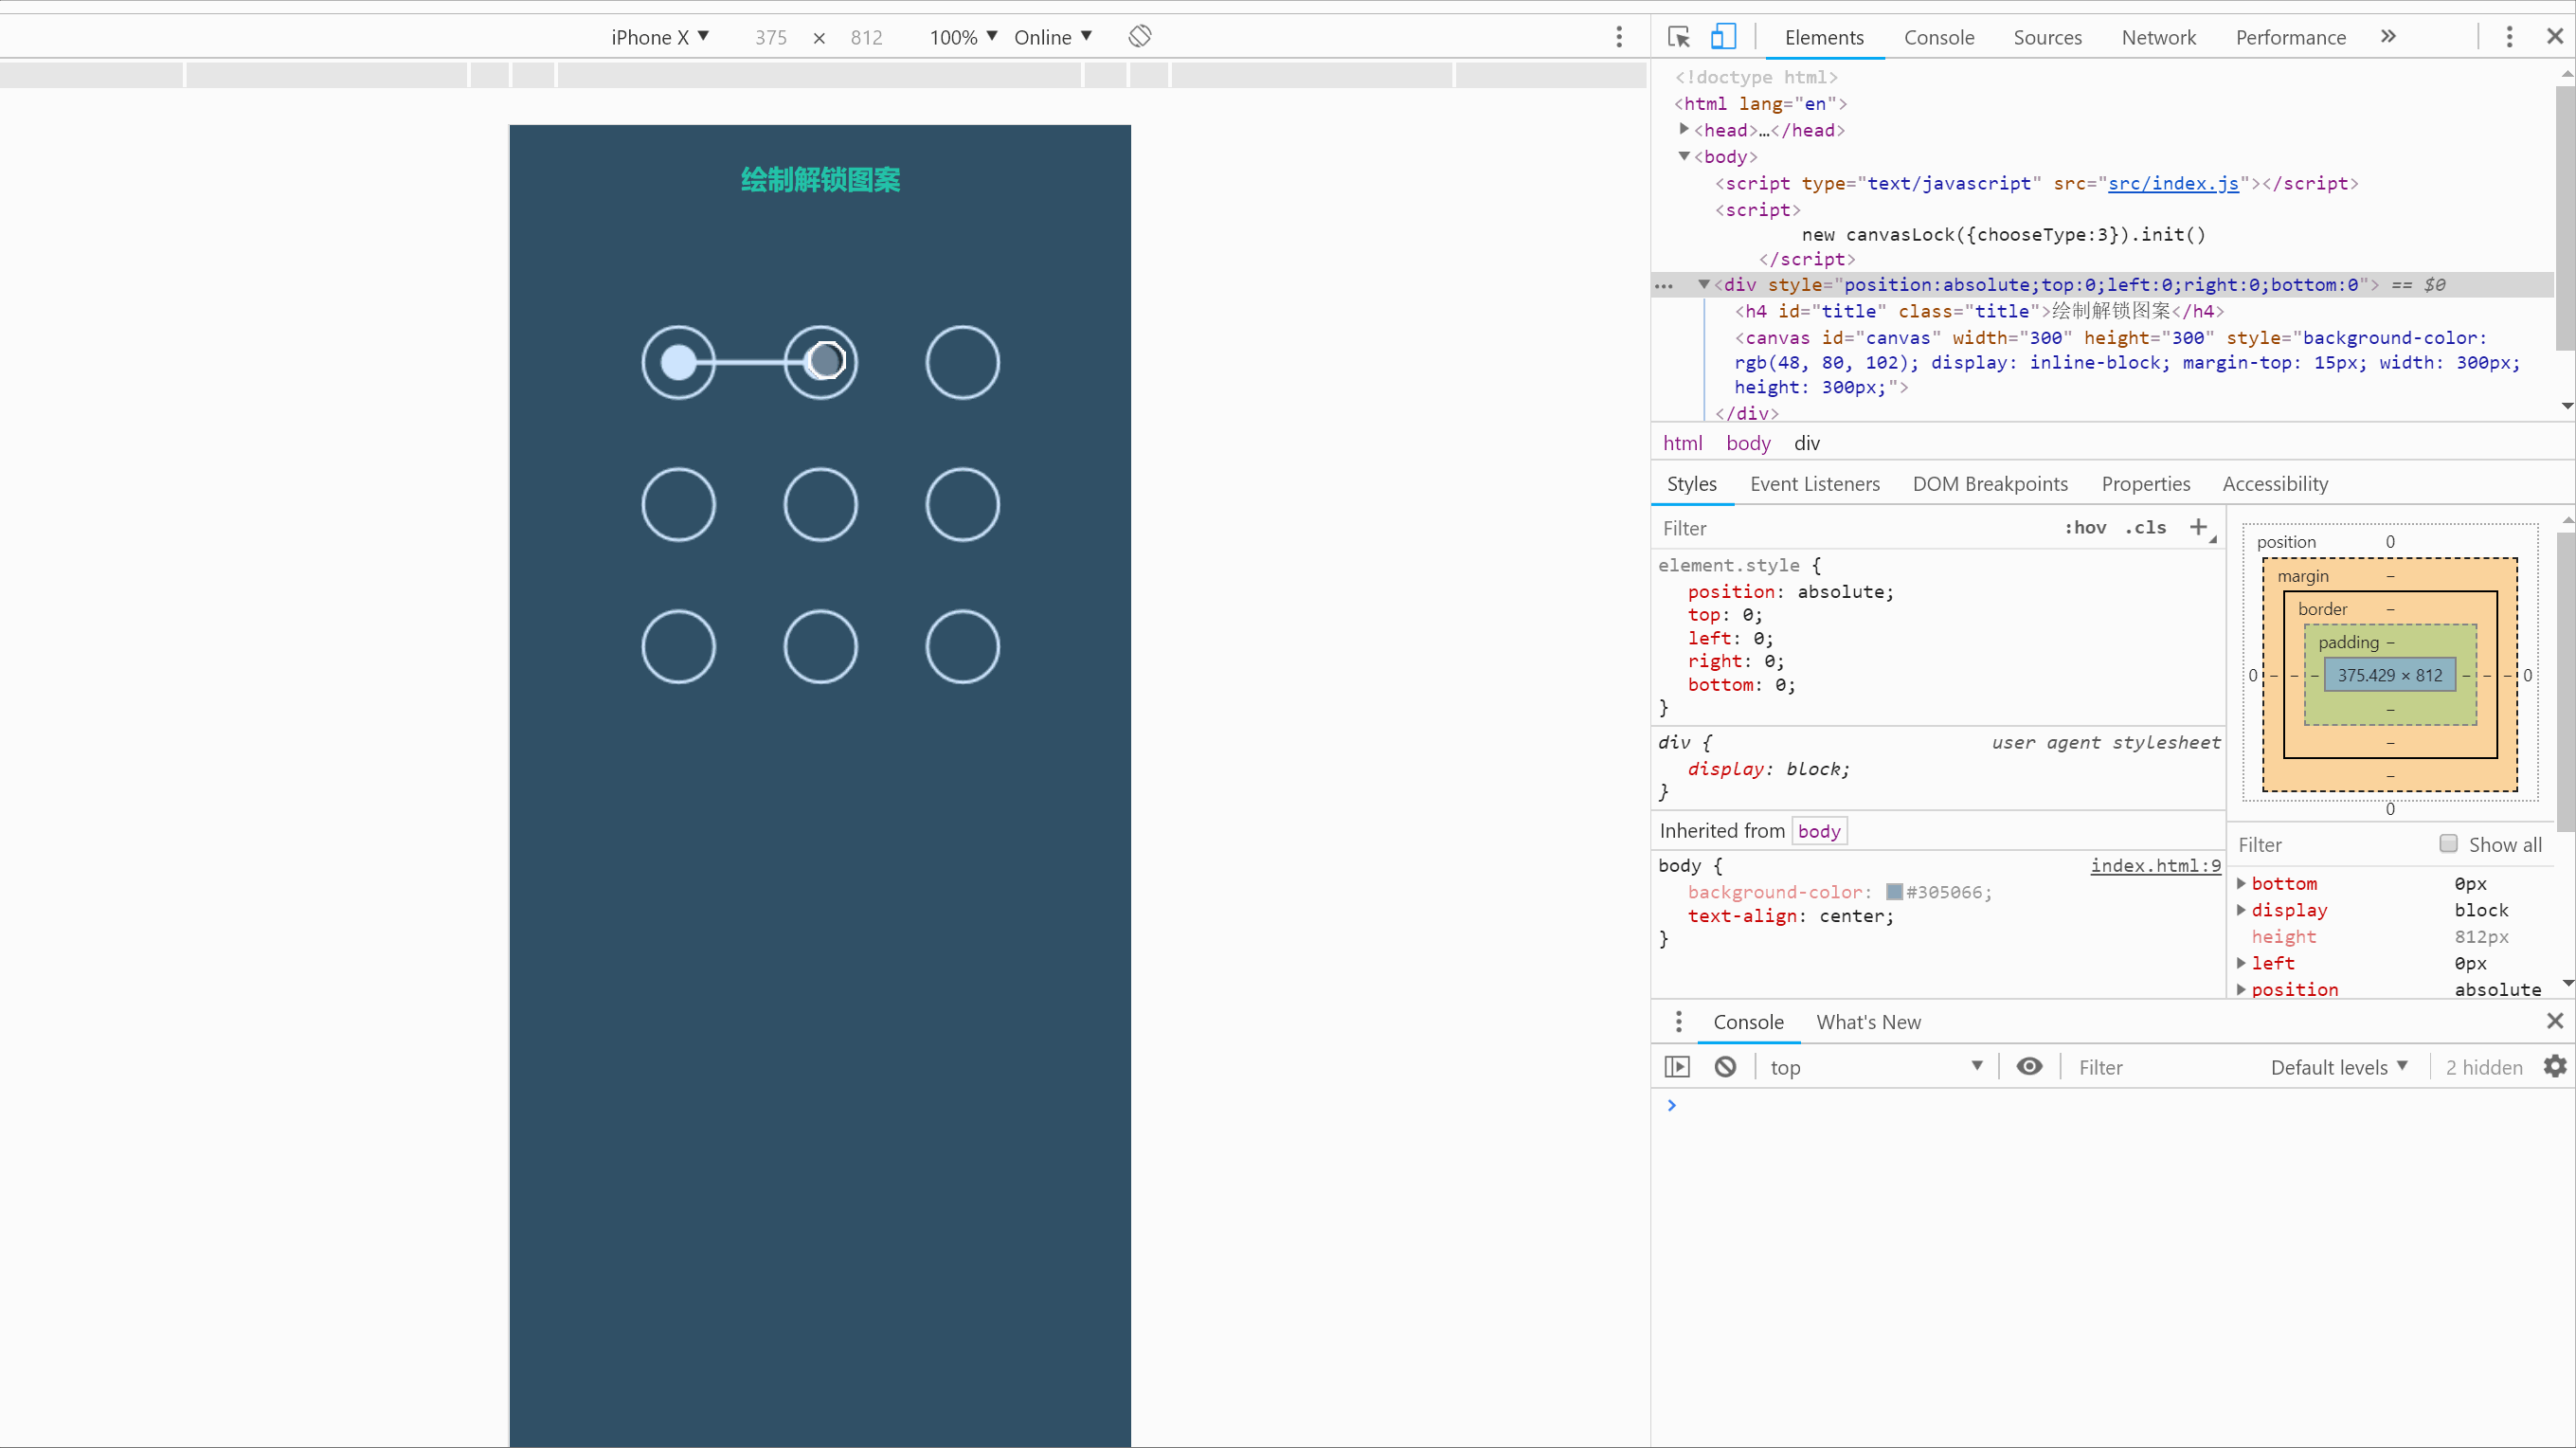 iPhone X ▼ 375 × 812 100% ▼ Online ▼
绘制解锁图案
Elements Console Sources Network Performance »
<!doctype html>
<html lang="en">
<head>…</head>
<body>
<script type="text/javascript" src="src/index.js"></script>
<script>
new canvasLock({chooseType:3}).init()
</script>
<div style="position:absolute;top:0;left:0;right:0;bottom:0"> == $0
<h4 id="title" class="title">绘制解锁图案</h4>
<canvas id="canvas" width="300" height="300" style="background-color:
rgb(48, 80, 102); display: inline-block; margin-top: 15px; width: 300px;
height: 300px;">
</div>
html body div
Styles Event Listeners DOM Breakpoints Properties Accessibility
Filter :hov .cls +
element.style {
position: absolute;
top: 0;
left: 0;
right: 0;
bottom: 0;
}
div { user agent stylesheet
display: block;
}
Inherited from body
body { index.html:9
background-color: #305066;
text-align: center;
}
position 0
margin –
border –
padding –
0 – – – 375.429 × 812 – – – 0
–
–
–
0
Filter Show all
bottom 0px
display block
height 812px
left 0px
position absolute
Console What's New
top ▼ Filter Default levels ▼ 2 hidden